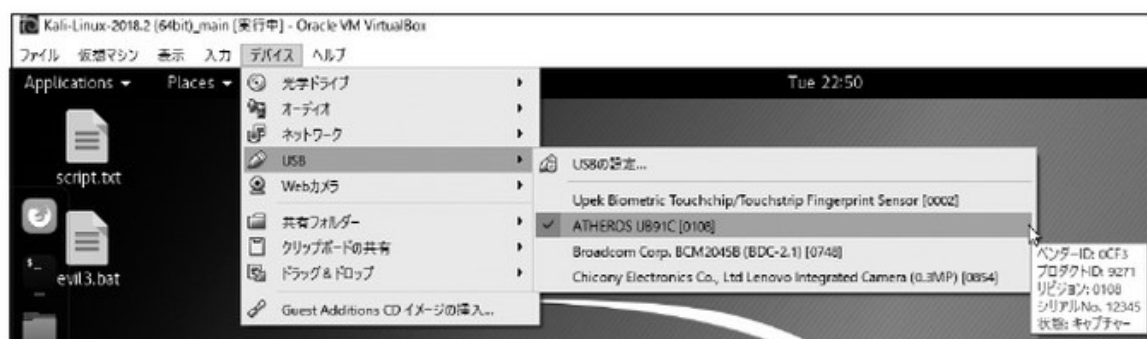 Kali-Linux-2018.2 (64bit)_main [実行中] - Oracle VM VirtualBox
ファイル 仮想マシン 表示 入力 デバイス ヘルプ
Applications Places Tue 22:50
光学ドライブ
オーディオ
ネットワーク
USB
Webカメラ
共有フォルダー
クリップボードの共有
ドラッグ&ドロップ
Guest Additions CD イメージの挿入...
USBの設定...
Upek Biometric Touchchip/Touchstrip Fingerprint Sensor [0002]
ATHEROS UB91C [0108]
Broadcom Corp. BCM2045B (BDC-2.1) [0748]
Chicony Electronics Co., Ltd Lenovo Integrated Camera (0.3MP) [0854]
ベンダーID: 0CF3
プロダクトID: 9271
リビジョン: 0108
シリアルNo. 12345
状態: キャプチャー
script.txt
evil3.bat